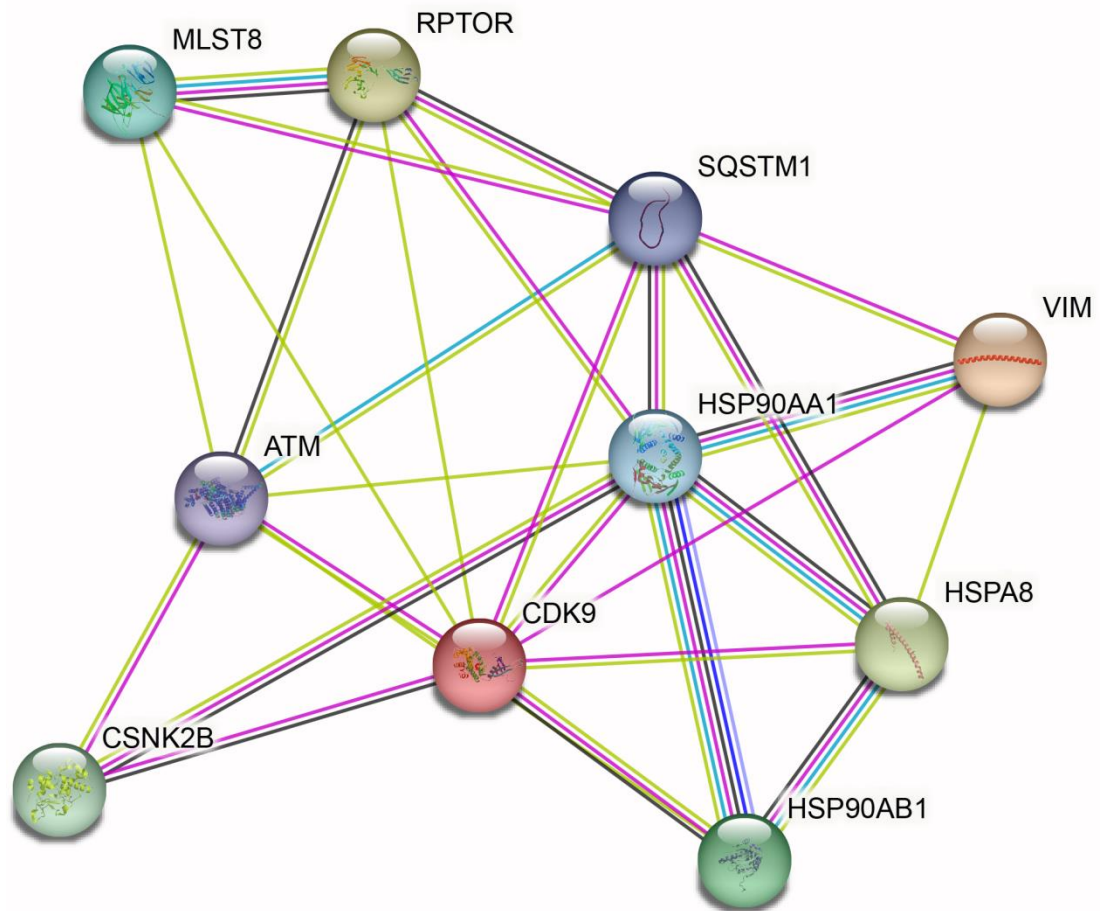 RPTOR
MLST8
SQSTM1
VIM
HSP90AA1
ATM
HSPA8
CDK9
CSNK2B
HSP90AB1